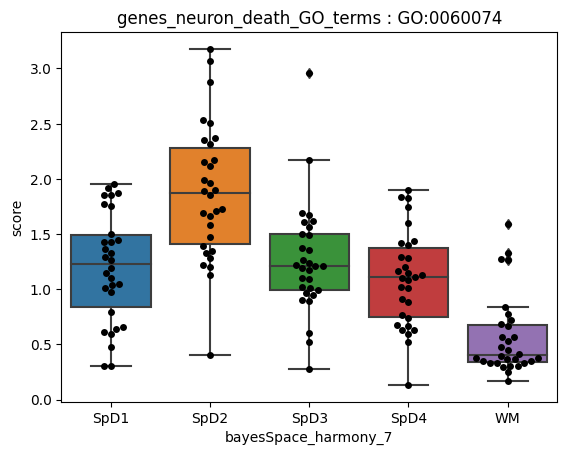 genes_neuron_death_GO_terms : GO:0060074
score
3.0
2.5
2.0
1.5
1.0
0.5
0.0
SpD1 SpD2 SpD3 SpD4 WM
bayesSpace_harmony_7